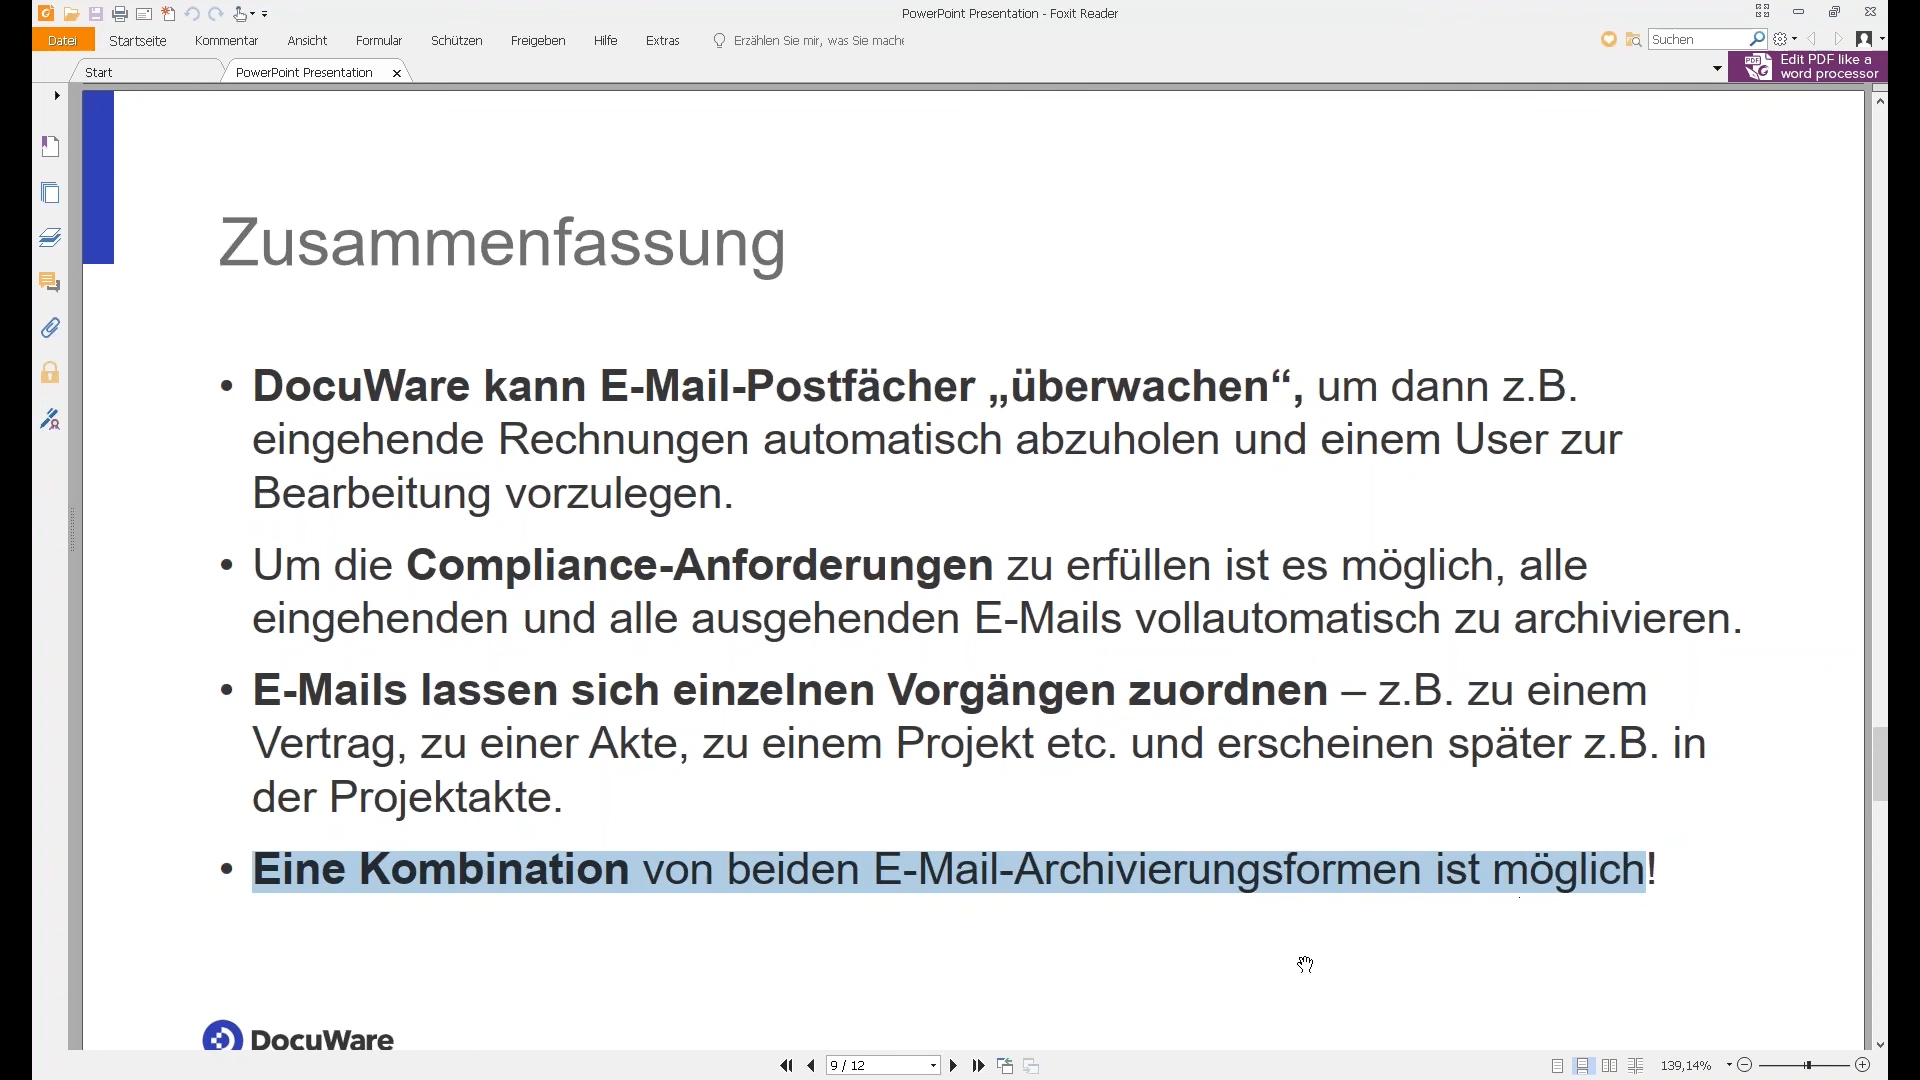 PowerPoint Presentation - Foxit Reader
Datei Startseite Kommentar Ansicht Formular Schützen Freigeben Hilfe Extras Erzählen Sie mir, was Sie mache Suchen
Start PowerPoint Presentation
Edit PDF like a
word processor
Zusammenfassung
• DocuWare kann E-Mail-Postfächer „überwachen“, um dann z.B.
eingehende Rechnungen automatisch abzuholen und einem User zur
Bearbeitung vorzulegen.
• Um die Compliance-Anforderungen zu erfüllen ist es möglich, alle
eingehenden und alle ausgehenden E-Mails vollautomatisch zu archivieren.
• E-Mails lassen sich einzelnen Vorgängen zuordnen – z.B. zu einem
Vertrag, zu einer Akte, zu einem Projekt etc. und erscheinen später z.B. in
der Projektakte.
• Eine Kombination von beiden E-Mail-Archivierungsformen ist möglich!
DocuWare
9 / 12
139,14%